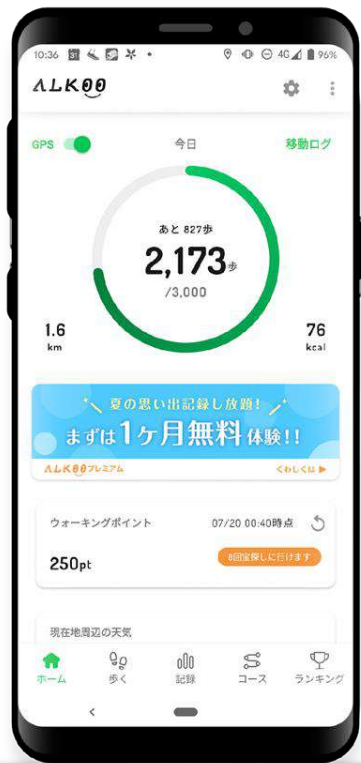 10:36 31 4G 96%
ALKOO
GPS 今日 移動ログ
あと 827歩
2,173歩
/3,000
1.6
km
76
kcal
夏の思い出記録し放題!
まずは1ヶ月無料体験!!
ALKOOプレミアム くわしくは▶
ウォーキングポイント 07/20 00:40時点
250pt 8回宝探しに行けます
現在地周辺の天気
ホーム 歩く 記録 コース ランキング